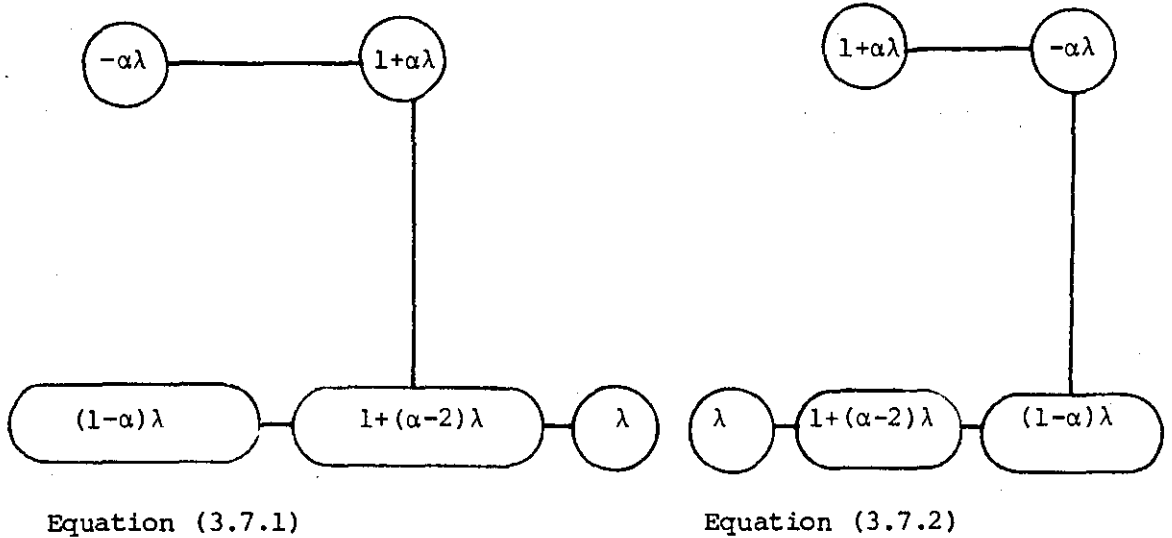 -αλ 1+αλ 1+αλ -αλ
(1-α)λ 1+(α-2)λ λ λ 1+(α-2)λ (1-α)λ
Equation (3.7.1) Equation (3.7.2)